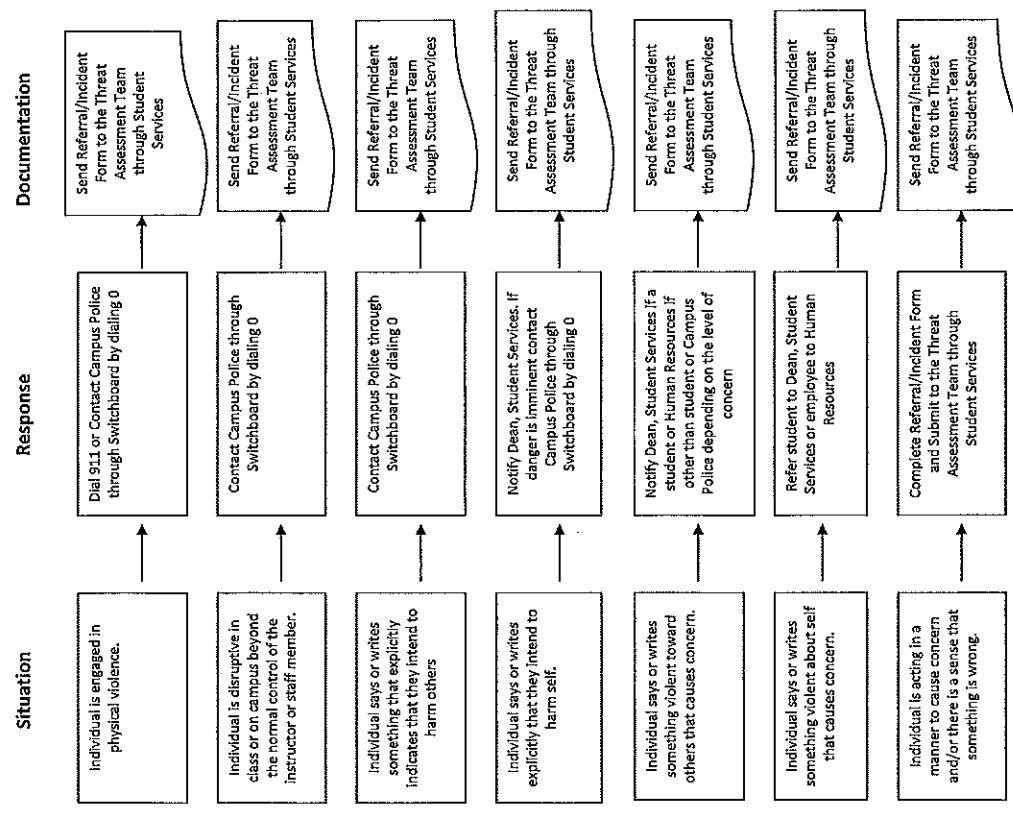 Situation
Response
Documentation
Individual is engaged in
physical violence.
Dial 911 or Contact Campus Police
through Switchboard by dialing 0
Send Referral/Incident
Form to the Threat
Assessment Team
through Student
Services
Individual is disruptive in
class or on campus beyond
the normal control of the
instructor or staff member.
Contact Campus Police through
Switchboard by dialing 0
Send Referral/Incident
Form to the Threat
Assessment Team
through Student Services
Individual says or writes
something that explicitly
indicates that they intend to
harm others
Contact Campus Police through
Switchboard by dialing 0
Send Referral/Incident
Form to the Threat
Assessment Team
through Student Services
Individual says or writes
explicitly that they intend to
harm self.
Notify Dean, Student Services. If
danger is imminent contact
Campus Police through
Switchboard by dialing 0
Send Referral/Incident
Form to the Threat
Assessment Team through
Student Services
Individual says or writes
something violent toward
others that causes concern.
Notify Dean, Student Services If a
student or Human Resources If
other than student or Campus
Police depending on the level of
concern
Send Referral/Incident
Form to the Threat
Assessment Team
through Student Services
Individual says or writes
something violent about self
that causes concern.
Refer student to Dean, Student
Services or employee to Human
Resources
Send Referral/Incident
Form to the Threat
Assessment Team through
Student Services
Individual is acting in a
manner to cause concern
and/or there is a sense that
something is wrong.
Complete Referral/Incident Form
and Submit to the Threat
Assessment Team through
Student Services
Send Referral/Incident
Form to the Threat
Assessment Team
through Student Services